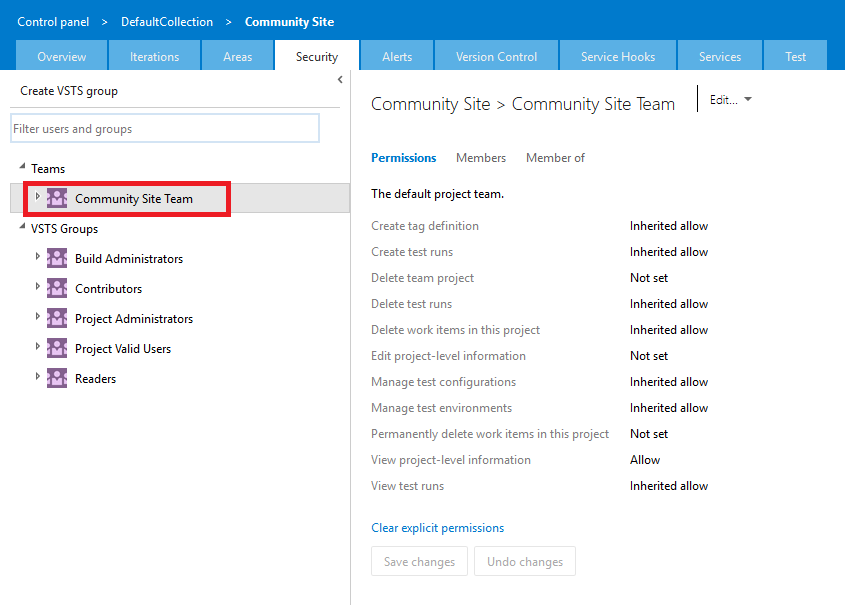 Control panel > DefaultCollection > Community Site
Overview Iterations Areas Security Alerts Version Control Service Hooks Services Test
Create VSTS group
Filter users and groups
Teams
Community Site Team
VSTS Groups
Build Administrators
Contributors
Project Administrators
Project Valid Users
Readers
Community Site > Community Site Team
Edit...
Permissions Members Member of
The default project team.
Create tag definition Inherited allow
Create test runs Inherited allow
Delete team project Not set
Delete test runs Inherited allow
Delete work items in this project Inherited allow
Edit project-level information Not set
Manage test configurations Inherited allow
Manage test environments Inherited allow
Permanently delete work items in this project Not set
View project-level information Allow
View test runs Inherited allow
Clear explicit permissions
Save changes Undo changes